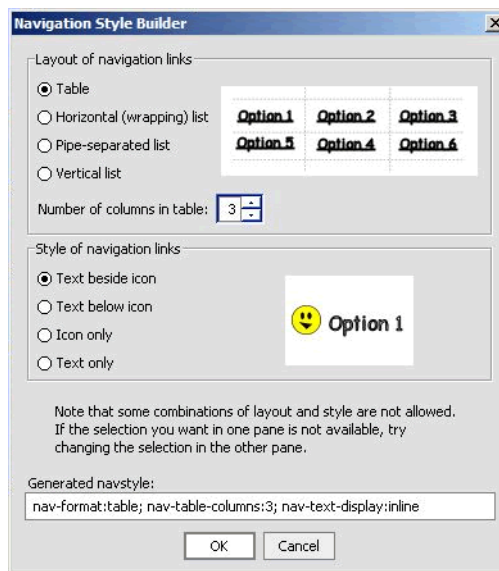 Navigation Style Builder
Layout of navigation links
Table
Horizontal (wrapping) list
Pipe-separated list
Vertical list
Option 1 Option 2 Option 3
Option 5 Option 4 Option 6
Number of columns in table: 3
Style of navigation links
Text beside icon
Text below icon
Icon only
Text only
Option 1
Note that some combinations of layout and style are not allowed.
If the selection you want in one pane is not available, try
changing the selection in the other pane.
Generated navstyle:
nav-format:table; nav-table-columns:3; nav-text-display:inline
OK Cancel